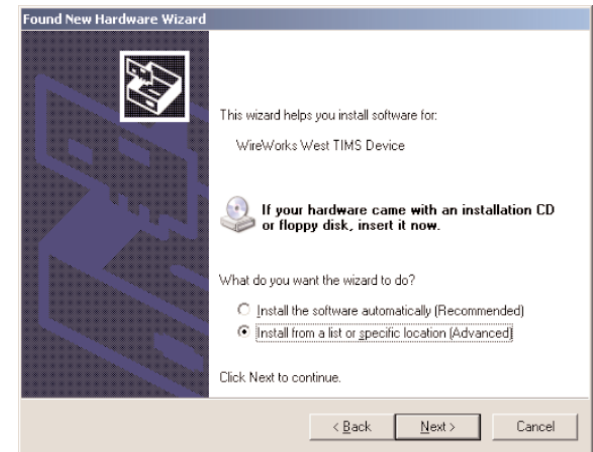 Found New Hardware Wizard
This wizard helps you install software for:
WireWorks West TIMS Device
If your hardware came with an installation CD
or floppy disk, insert it now.
What do you want the wizard to do?
Install the software automatically (Recommended)
Install from a list or specific location (Advanced)
Click Next to continue.
< Back
Next >
Cancel